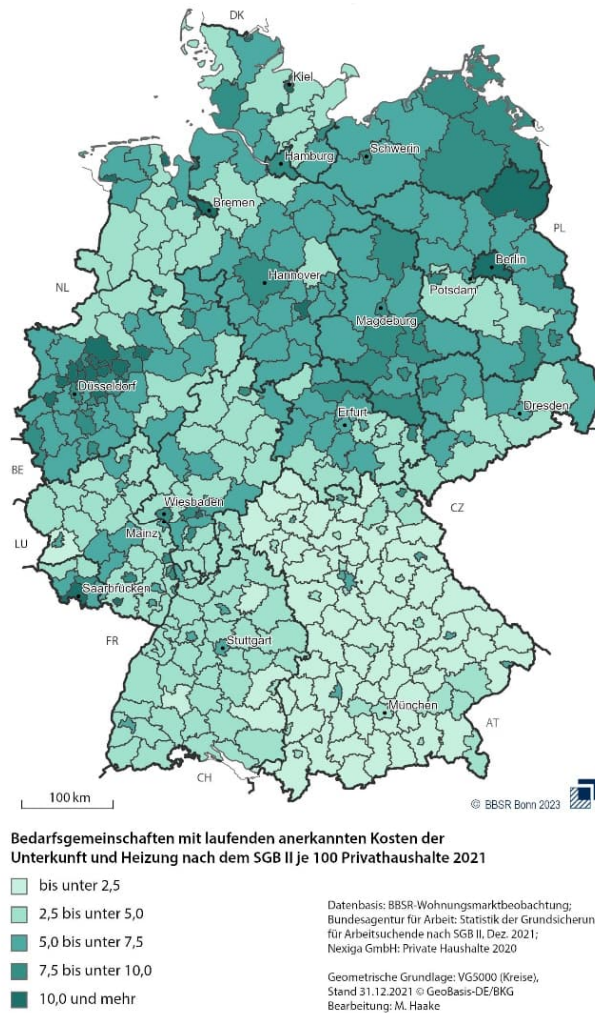 DK
Kiel
Hamburg
Schwerin
Bremen
PL
Berlin
NL
Hannover
Potsdam
Magdeburg
Düsseldorf
Erfurt
Dresden
BE
Wiesbaden
CZ
LU
Mainz
Saarbrücken
FR
Stuttgart
München
AT
CH
100 km
© BBSR Bonn 2023
Bedarfsgemeinschaften mit laufenden anerkannten Kosten der
Unterkunft und Heizung nach dem SGB II je 100 Privathaushalte 2021
bis unter 2,5
2,5 bis unter 5,0
5,0 bis unter 7,5
7,5 bis unter 10,0
10,0 und mehr
Datenbasis: BBSR-Wohnungsmarktbeobachtung;
Bundesagentur für Arbeit: Statistik der Grundsicherun
für Arbeitsuchende nach SGB II, Dez. 2021;
Nexiga GmbH: Private Haushalte 2020
Geometrische Grundlage: VG5000 (Kreise),
Stand 31.12.2021 © GeoBasis-DE/BKG
Bearbeitung: M. Haake